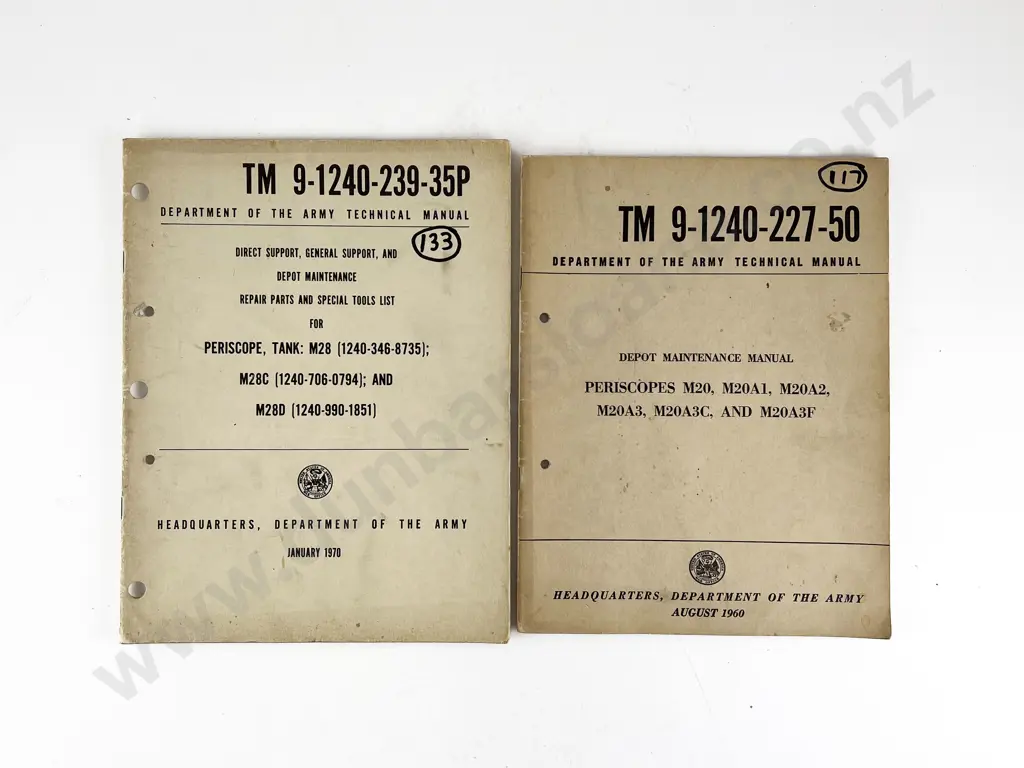 TM 9-1240-239-35P
DEPARTMENT OF THE ARMY TECHNICAL MANUAL
133
DIRECT SUPPORT, GENERAL SUPPORT, AND
DEPOT MAINTENANCE
REPAIR PARTS AND SPECIAL TOOLS LIST
FOR
PERISCOPE, TANK: M28 (1240-346-8735);
M28C (1240-706-0794); AND
M28D (1240-990-1851)
HEADQUARTERS, DEPARTMENT OF THE ARMY
JANUARY 1970
117
TM 9-1240-227-50
DEPARTMENT OF THE ARMY TECHNICAL MANUAL
DEPOT MAINTENANCE MANUAL
PERISCOPES M20, M20A1, M20A2,
M20A3, M20A3C, AND M20A3F
HEADQUARTERS, DEPARTMENT OF THE ARMY
AUGUST 1960
www.dunbarsloane.co.nz